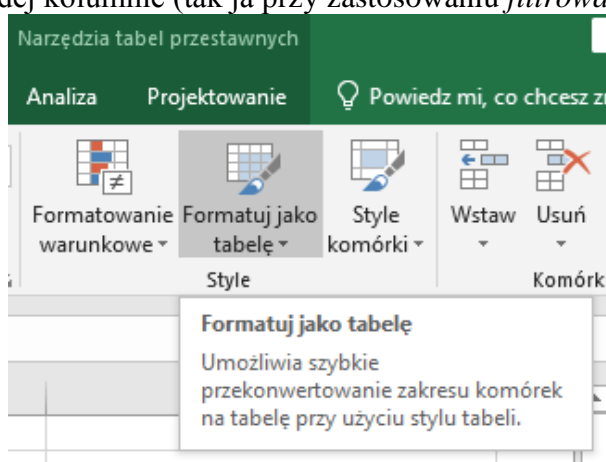 dej kolumnie (tak ja przy zastosowaniu filtrowa
Narzędzia tabel przestawnych
Analiza Projektowanie Powiedz mi, co chcesz z
Formatowanie warunkowe
Formatuj jako tabelę
Style komórki
Wstaw Usuń
Style Komórk
Formatuj jako tabelę
Umożliwia szybkie
przekonwertowanie zakresu komórek
na tabelę przy użyciu stylu tabeli.